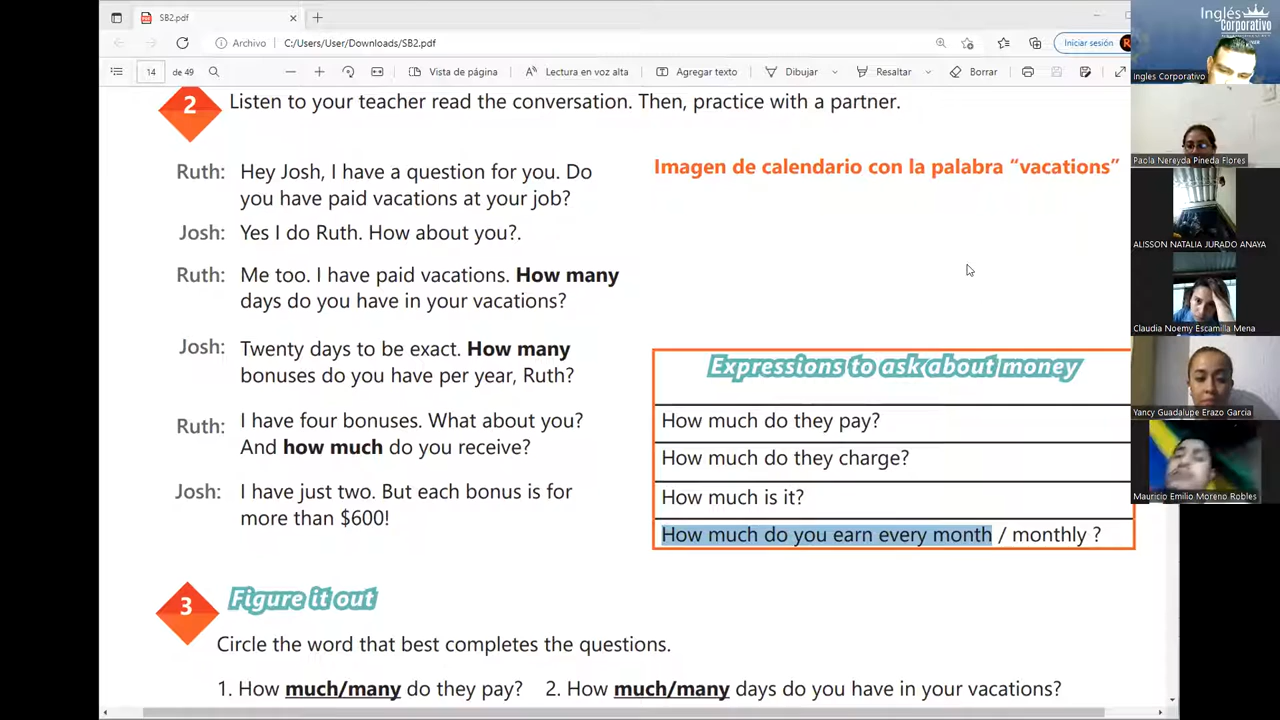 SB2.pdf
Archivo
C:/Users/User/Downloads/SB2.pdf
Iniciar sesión
14
de 49
Vista de página
Lectura en voz alta
Agregar texto
Dibujar
Resaltar
Borrar
2 Listen to your teacher read the conversation. Then, practice with a partner.
Ruth: Hey Josh, I have a question for you. Do
you have paid vacations at your job?
Josh: Yes I do Ruth. How about you?.
Ruth: Me too. I have paid vacations. How many
days do you have in your vacations?
Josh: Twenty days to be exact. How many
bonuses do you have per year, Ruth?
Ruth: I have four bonuses. What about you?
And how much do you receive?
Josh: I have just two. But each bonus is for
more than $600!
Imagen de calendario con la palabra “vacations”
Expressions to ask about money
How much do they pay?
How much do they charge?
How much is it?
How much do you earn every month / monthly ?
3 Figure it out
Circle the word that best completes the questions.
1. How much/many do they pay? 2. How much/many days do you have in your vacations?
Inglés
Corporativo
Ingles Corporativo
Paola Nereyda Pineda Flores
ALISSON NATALIA JURADO ANAYA
Claudia Noemy Escamilla Mena
Yancy Guadalupe Erazo Garcia
Mauricio Emilio Moreno Robles